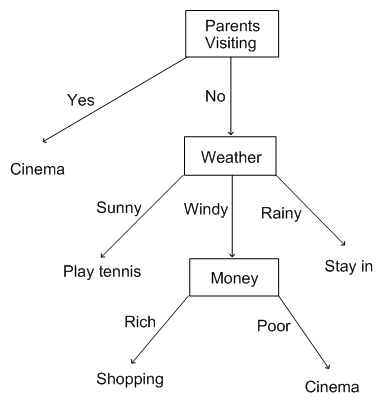 Parents
Visiting
Yes
No
Cinema
Weather
Sunny
Windy
Rainy
Play tennis
Stay in
Money
Rich
Poor
Shopping
Cinema